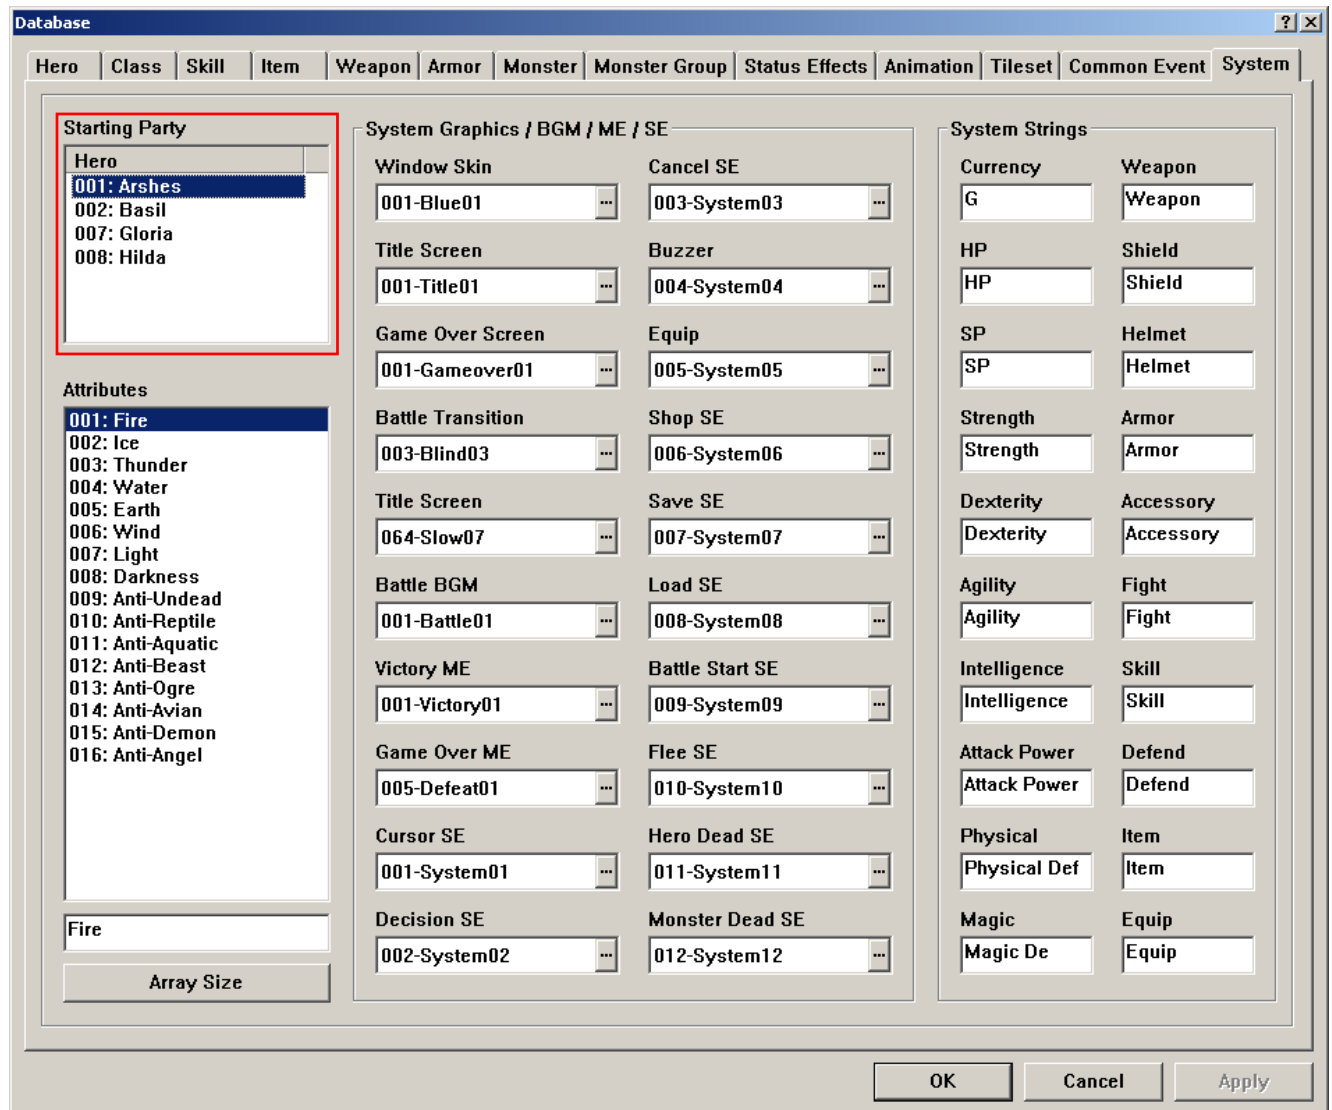 Database
Hero Class Skill Item Weapon Armor Monster Monster Group Status Effects Animation Tileset Common Event System
Starting Party
Hero
001: Arshes
002: Basil
007: Gloria
008: Hilda
Attributes
001: Fire
002: Ice
003: Thunder
004: Water
005: Earth
006: Wind
007: Light
008: Darkness
009: Anti-Undead
010: Anti-Reptile
011: Anti-Aquatic
012: Anti-Beast
013: Anti-Ogre
014: Anti-Avian
015: Anti-Demon
016: Anti-Angel
Fire
Array Size
System Graphics / BGM / ME / SE
Window Skin Cancel SE
001-Blue01 ... 003-System03 ...
Title Screen Buzzer
001-Title01 ... 004-System04 ...
Game Over Screen Equip
001-Gameover01 ... 005-System05 ...
Battle Transition Shop SE
003-Blind03 ... 006-System06 ...
Title Screen Save SE
064-Slow07 ... 007-System07 ...
Battle BGM Load SE
001-Battle01 ... 008-System08 ...
Victory ME Battle Start SE
001-Victory01 ... 009-System09 ...
Game Over ME Flee SE
005-Defeat01 ... 010-System10 ...
Cursor SE Hero Dead SE
001-System01 ... 011-System11 ...
Decision SE Monster Dead SE
002-System02 ... 012-System12 ...
System Strings
Currency Weapon
G Weapon
HP Shield
HP Shield
SP Helmet
SP Helmet
Strength Armor
Strength Armor
Dexterity Accessory
Dexterity Accessory
Agility Fight
Agility Fight
Intelligence Skill
Intelligence Skill
Attack Power Defend
Attack Power Defend
Physical Item
Physical Def Item
Magic Equip
Magic De Equip
OK Cancel Apply